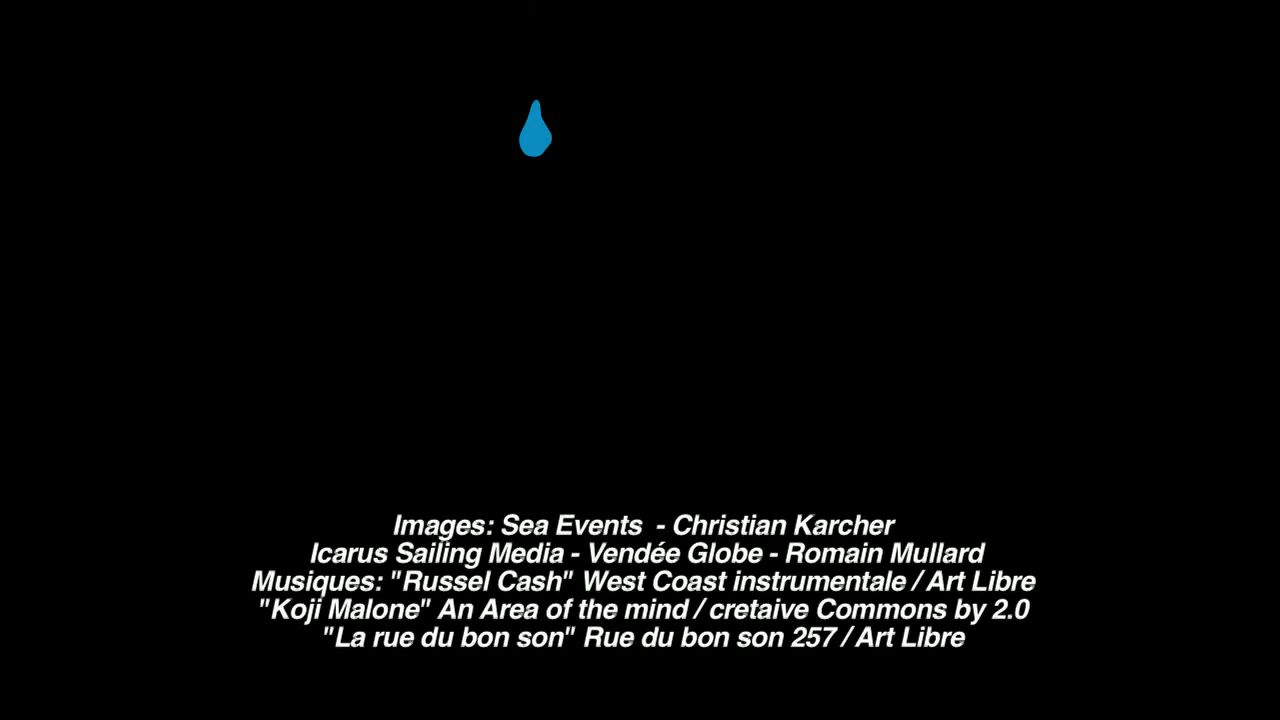 Images: Sea Events - Christian Karcher
Icarus Sailing Media - Vendée Globe - Romain Mullard
Musiques: "Russel Cash" West Coast instrumentale / Art Libre
"Koji Malone" An Area of the mind / cretaive Commons by 2.0
"La rue du bon son" Rue du bon son 257 / Art Libre